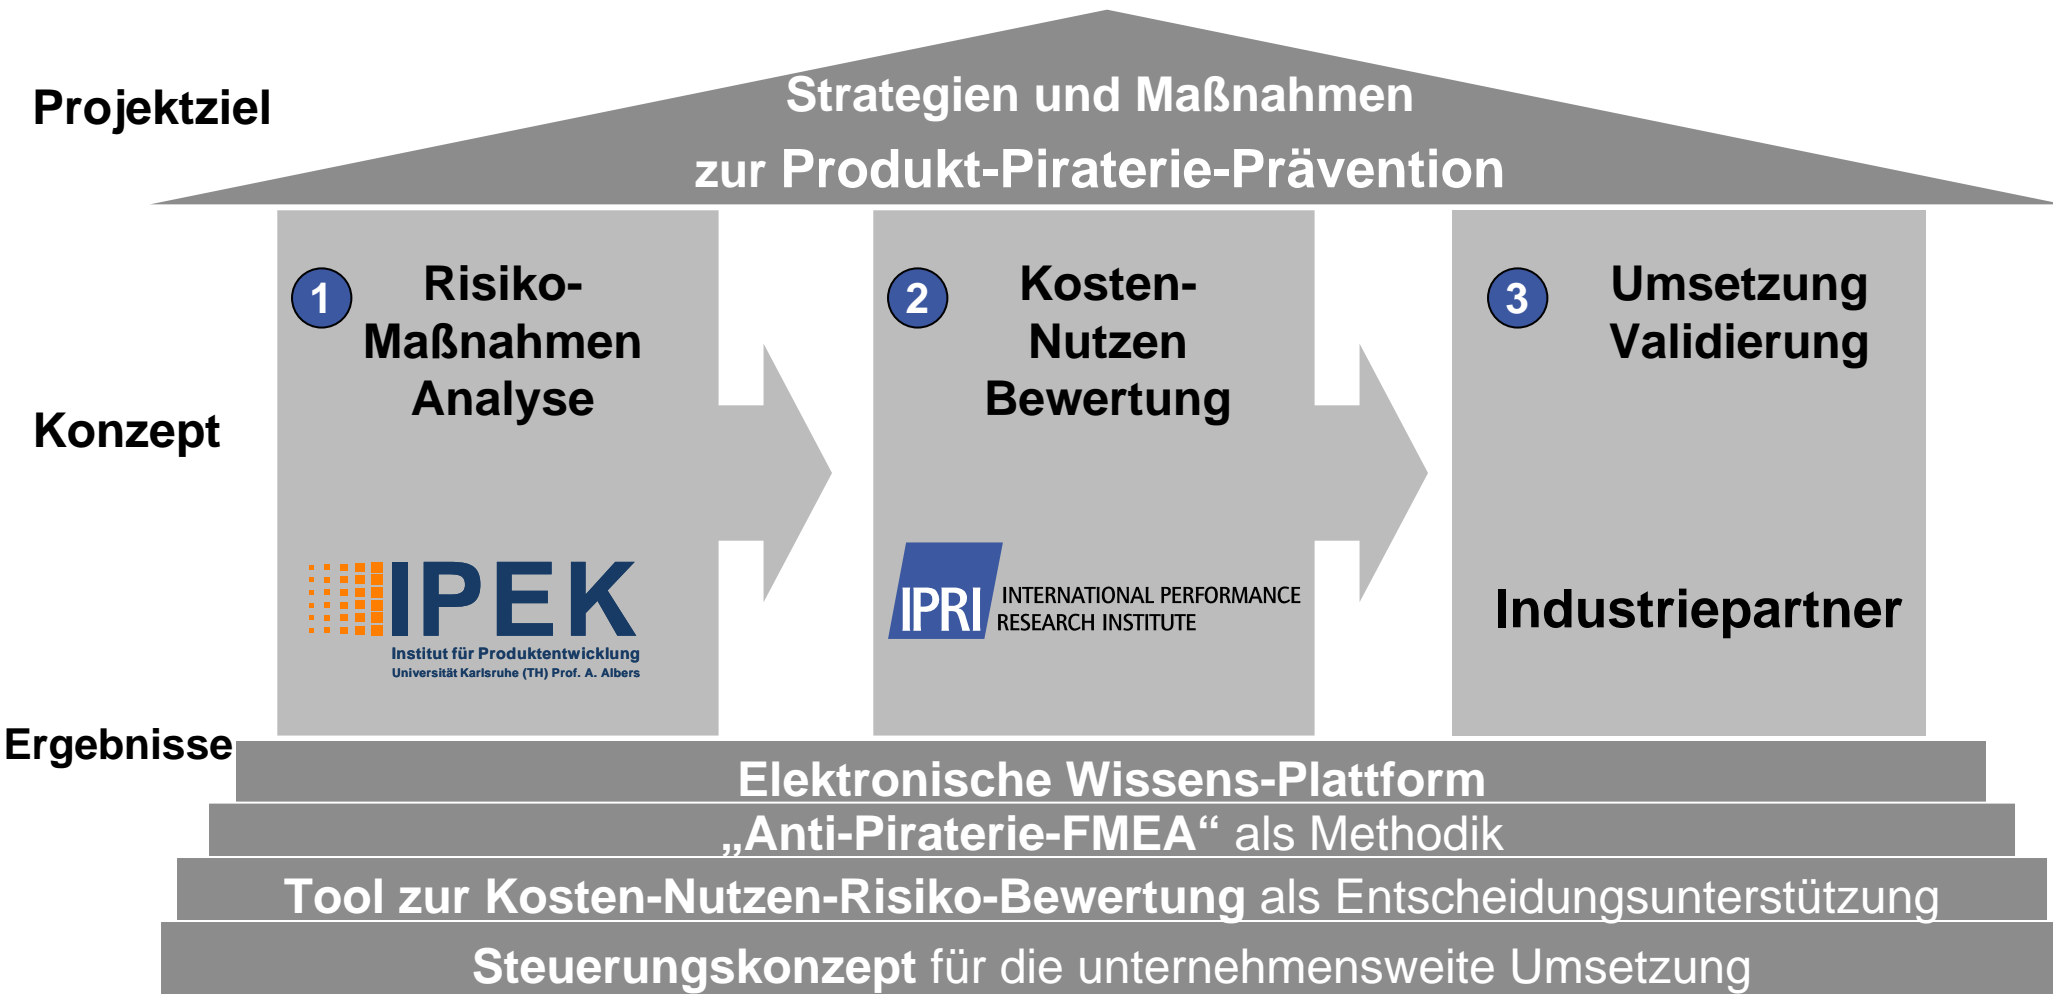 Projektziel
Strategien und Maßnahmen
zur Produkt-Piraterie-Prävention
Konzept
1
Risiko-
Maßnahmen
Analyse
IPEK
Institut für Produktentwicklung
Universität Karlsruhe (TH) Prof. A. Albers
2
Kosten-
Nutzen
Bewertung
IPRI
INTERNATIONAL PERFORMANCE
RESEARCH INSTITUTE
3
Umsetzung
Validierung
Industriepartner
Ergebnisse
Elektronische Wissens-Plattform
„Anti-Piraterie-FMEA“ als Methodik
Tool zur Kosten-Nutzen-Risiko-Bewertung als Entscheidungsunterstützung
Steuerungskonzept für die unternehmensweite Umsetzung